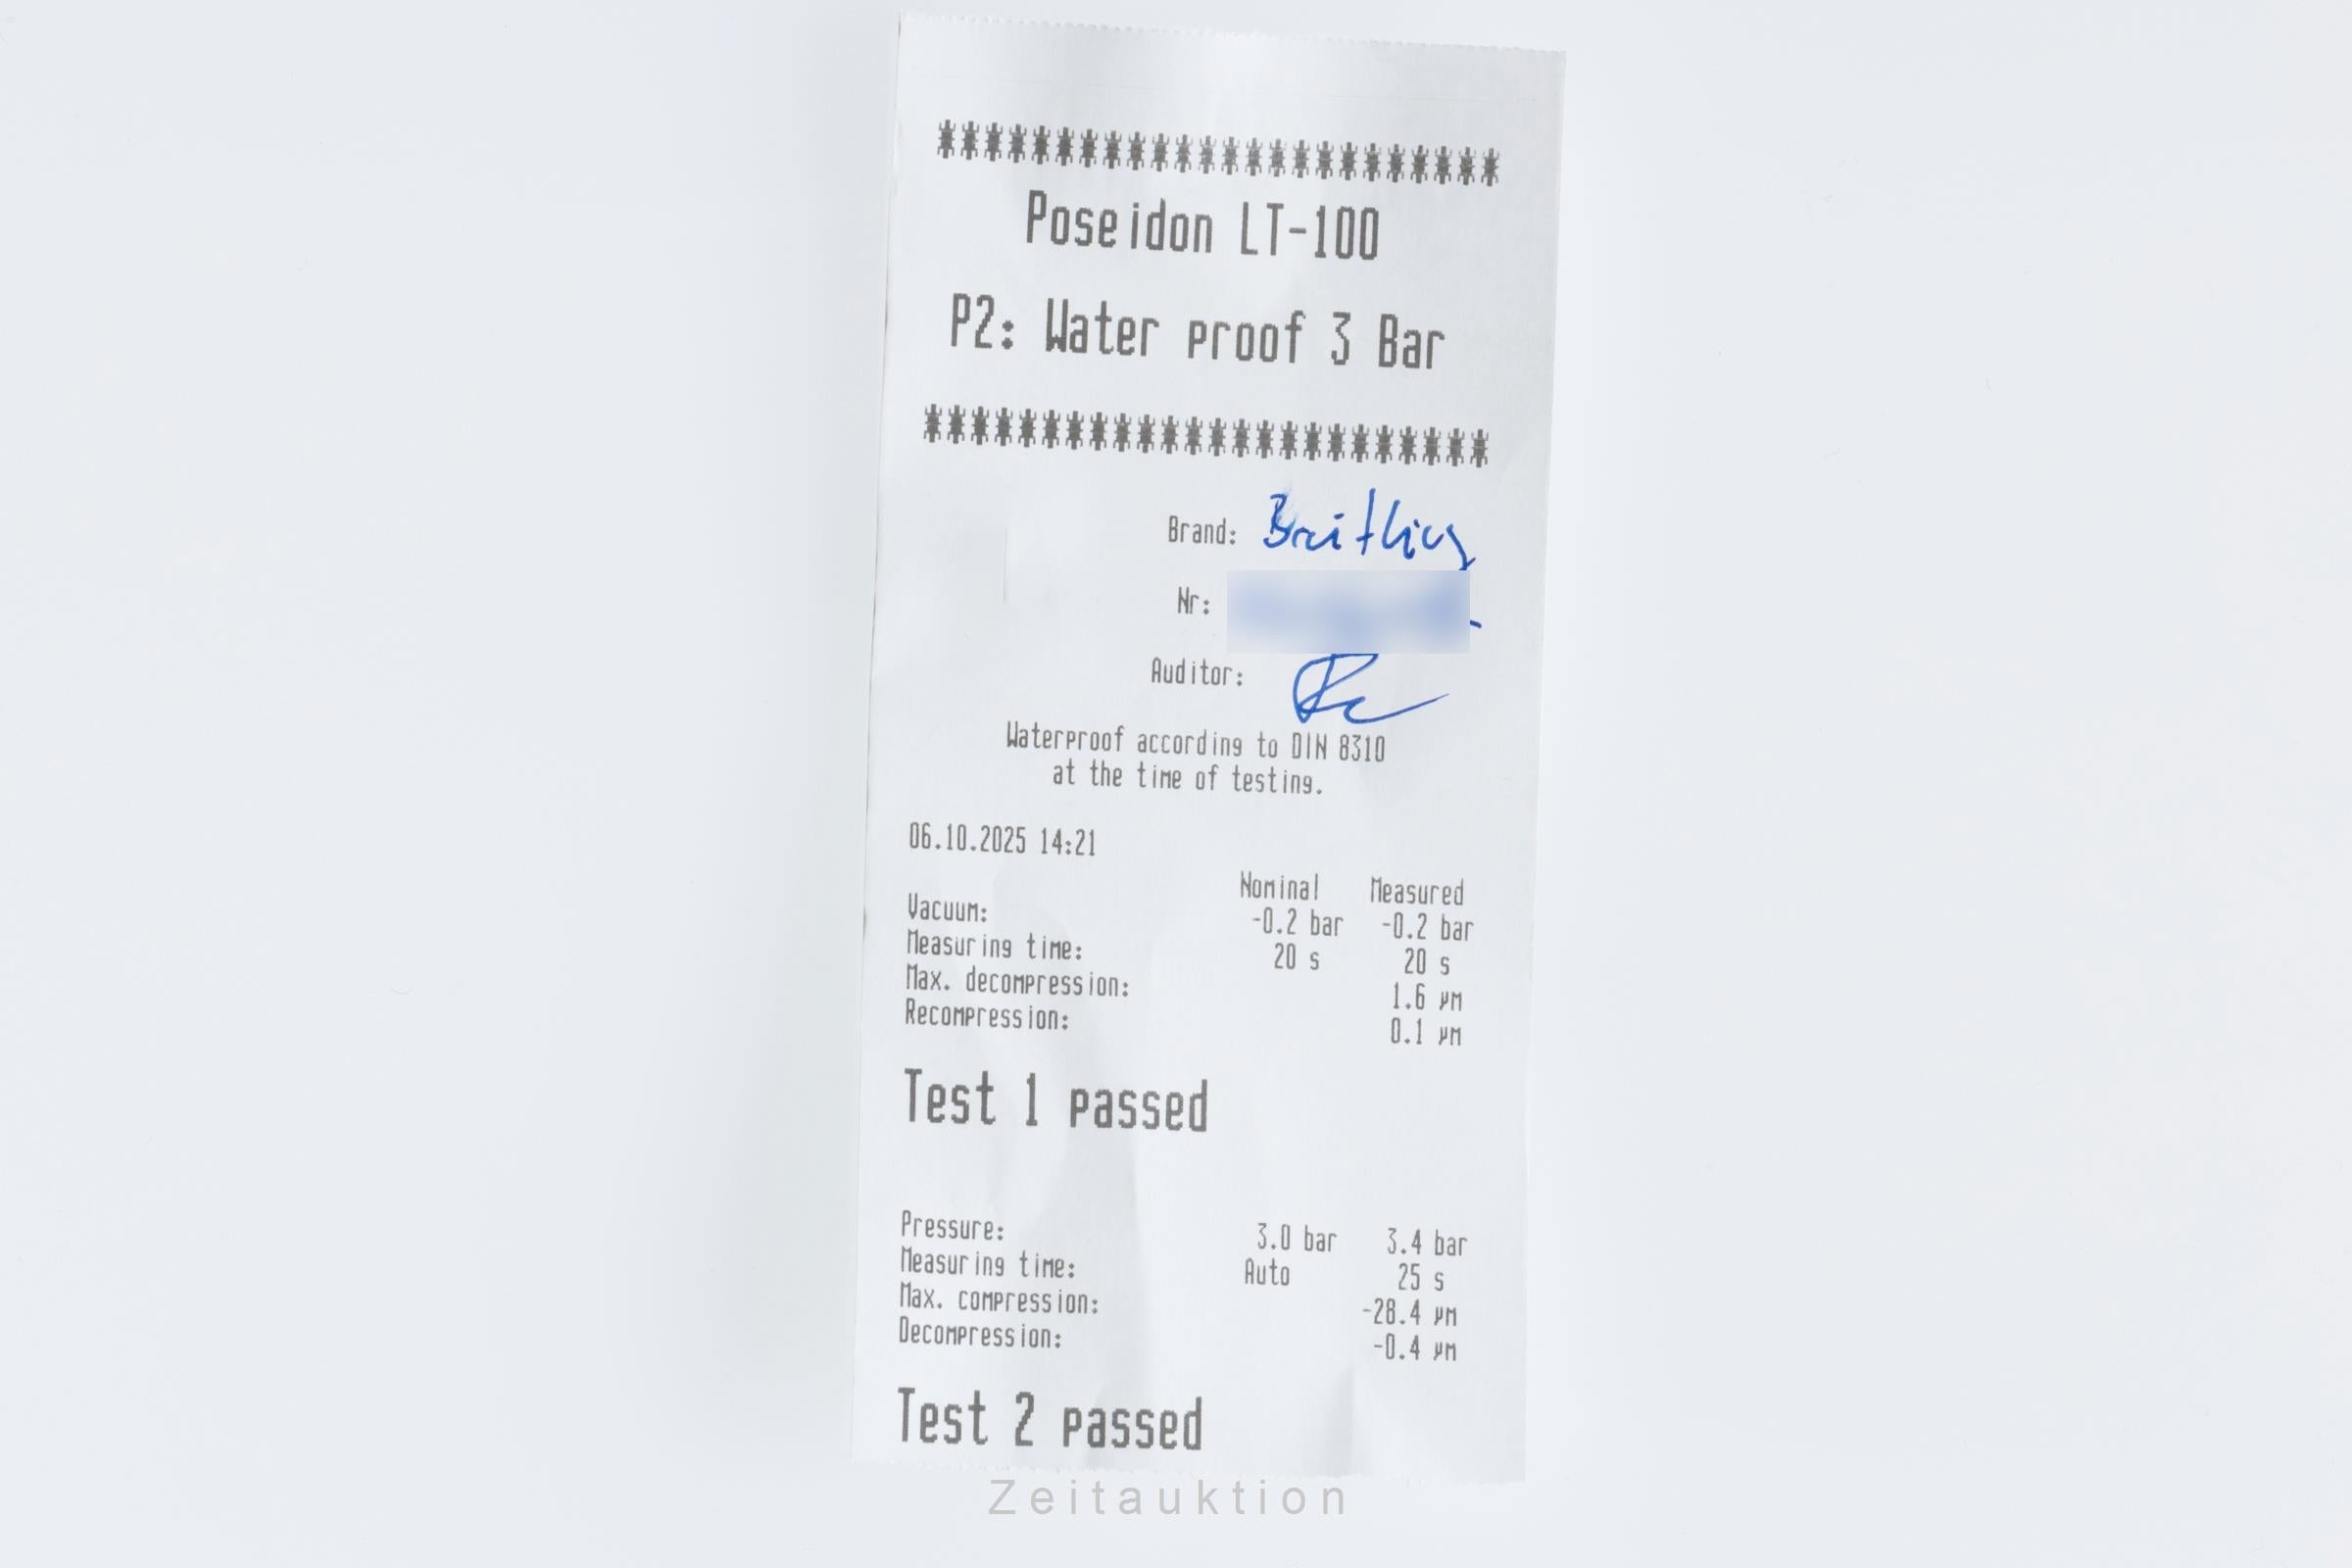 ************************
Poseidon LT-100
P2: Water proof 3 Bar
************************
Brand: Breitling
Nr:
Auditor:
Waterproof according to DIN 8310
at the time of testing.
06.10.2025 14:21
Nominal Measured
Vacuum: -0.2 bar -0.2 bar
Measuring time: 20 s 20 s
Max. decompression: 1.6 µm
Recompression: 0.1 µm
Test 1 passed
Pressure: 3.0 bar 3.4 bar
Measuring time: Auto 25 s
Max. compression: -28.4 µm
Decompression: -0.4 µm
Test 2 passed
Zeitauktion